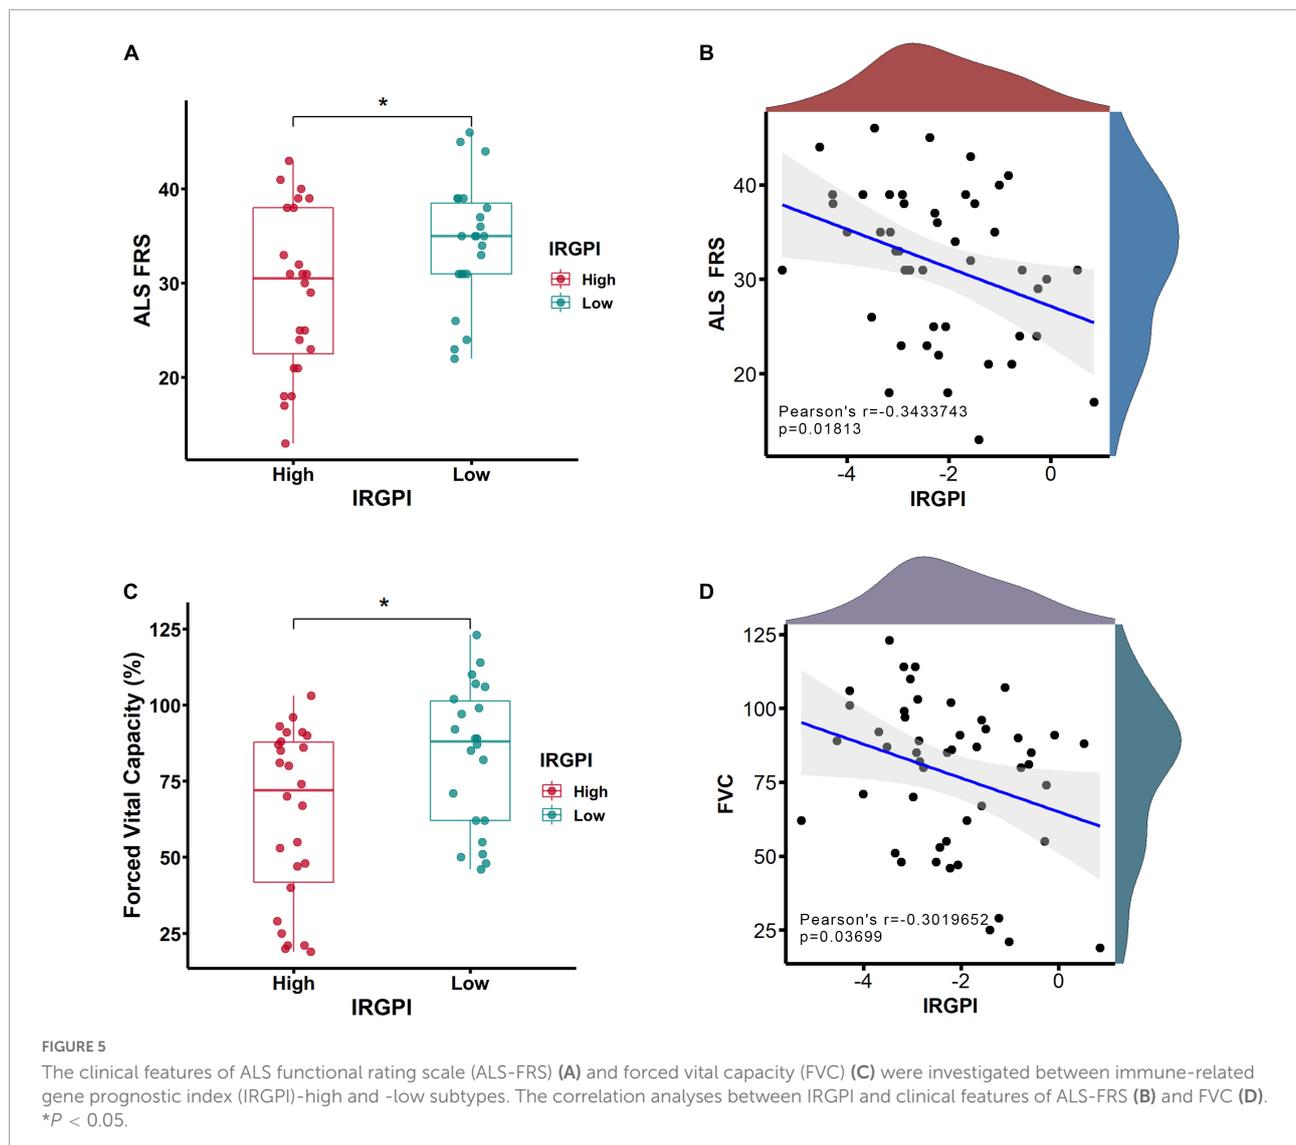 A
*
ALS FRS
40
30
20
High
Low
IRGPI
IRGPI
High
Low
B
ALS FRS
40
30
20
Pearson's r=-0.3433743
p=0.01813
-4
-2
0
IRGPI
C
*
Forced Vital Capacity (%)
125
100
75
50
25
High
Low
IRGPI
IRGPI
High
Low
D
FVC
125
100
75
50
25
Pearson's r=-0.3019652
p=0.03699
-4
-2
0
IRGPI
FIGURE 5
The clinical features of ALS functional rating scale (ALS-FRS) (A) and forced vital capacity (FVC) (C) were investigated between immune-related
gene prognostic index (IRGPI)-high and -low subtypes. The correlation analyses between IRGPI and clinical features of ALS-FRS (B) and FVC (D).
*P < 0.05.